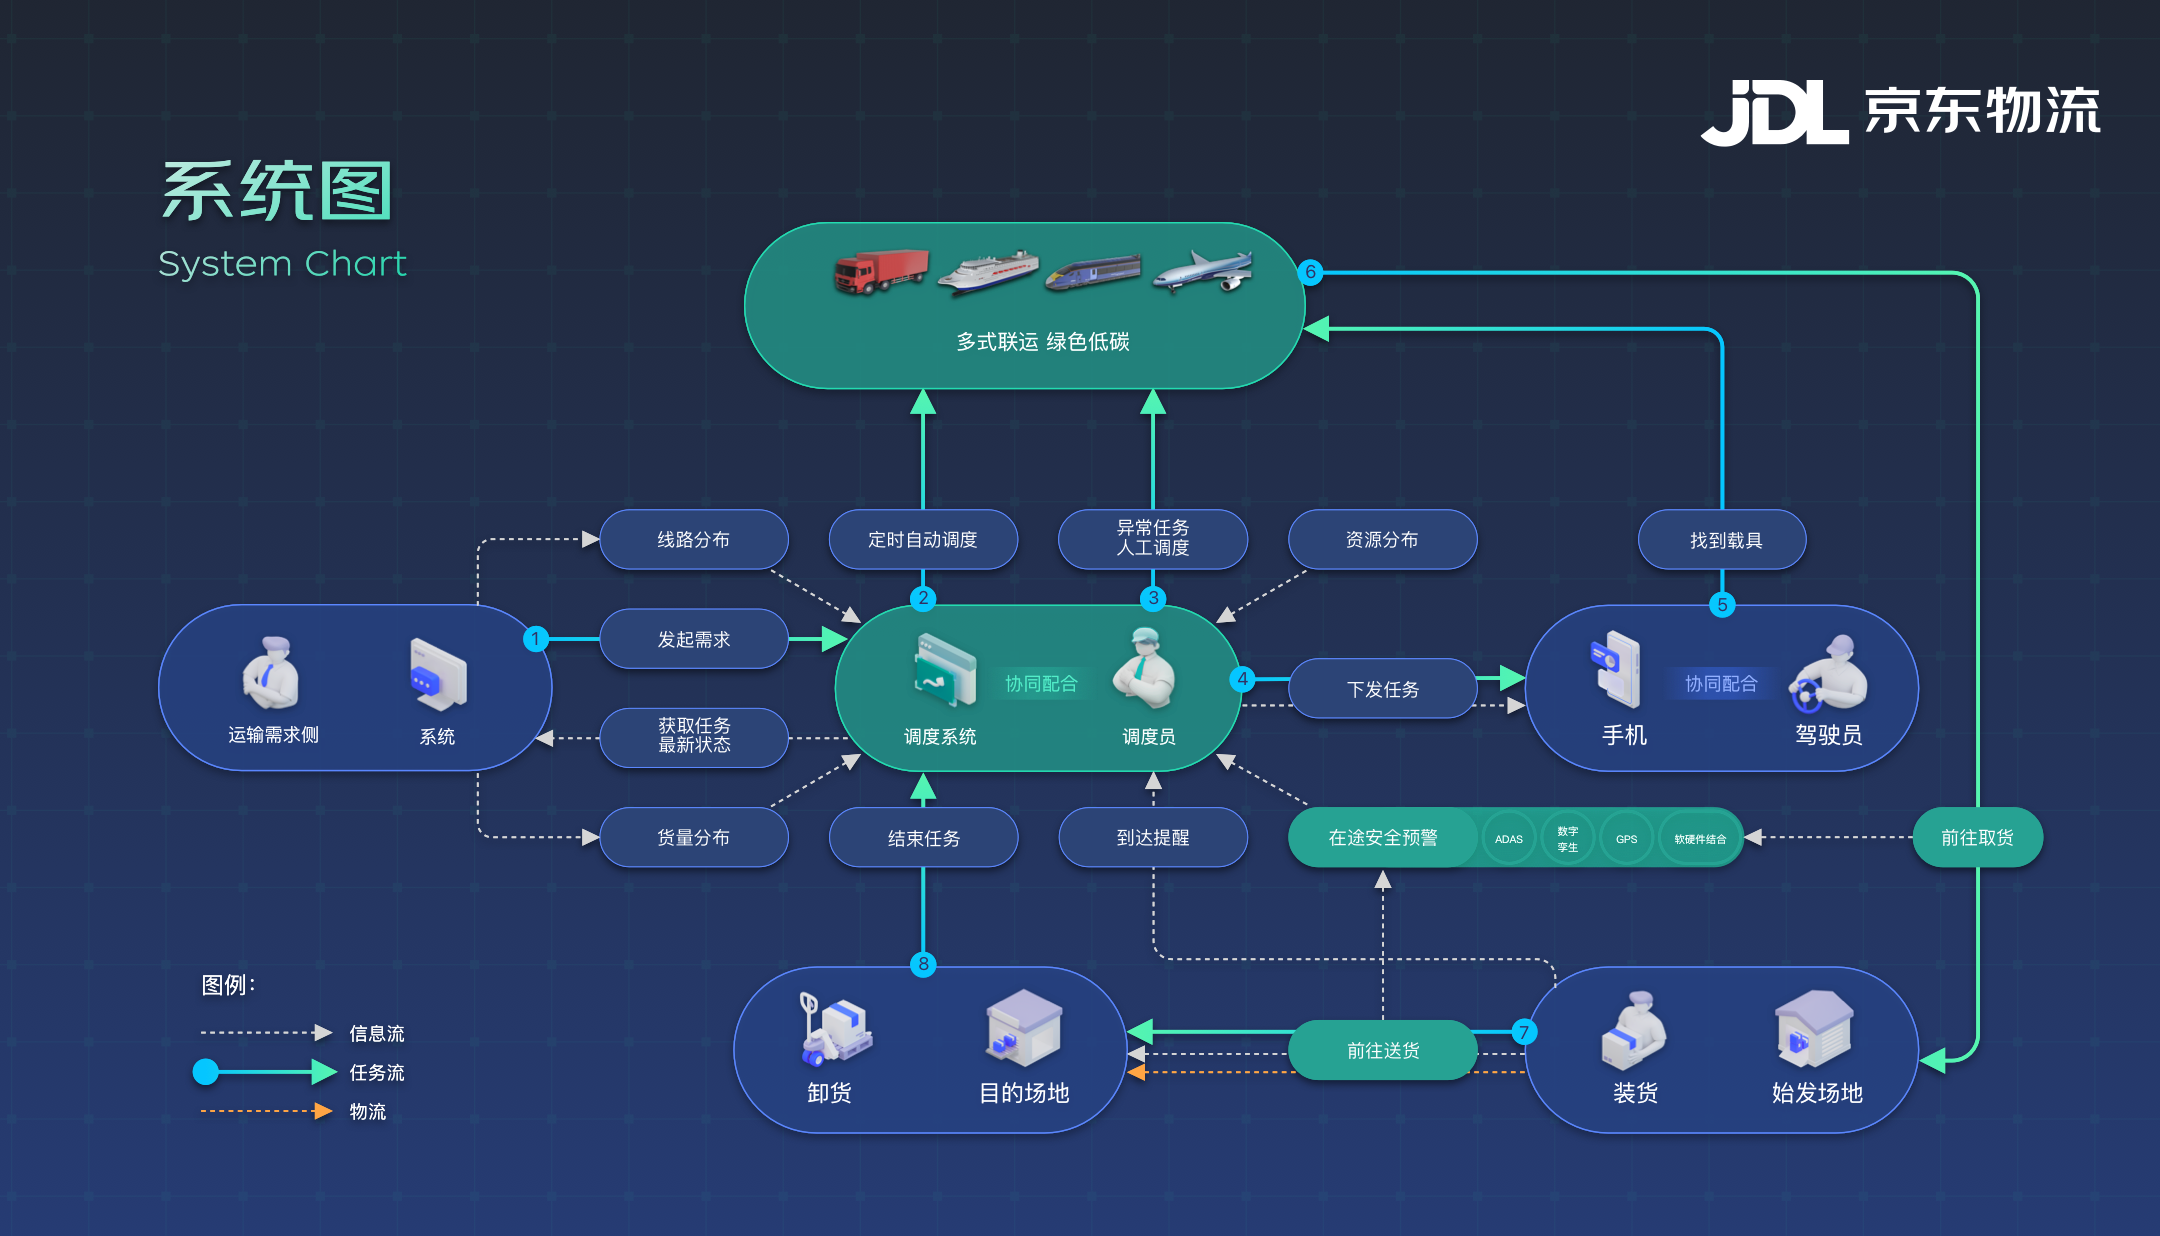 JDL 京东物流
系统图
System Chart
多式联运 绿色低碳
6
线路分布
定时自动调度
异常任务
人工调度
资源分布
找到载具
2
3
5
1
发起需求
4
下发任务
协同配合
协同配合
运输需求侧
系统
获取任务
最新状态
调度系统
调度员
手机
驾驶员
货量分布
结束任务
到达提醒
在途安全预警
ADAS
数字
孪生
GPS
软硬件结合
前往取货
8
7
图例：
信息流
任务流
物流
前往送货
卸货
目的场地
装货
始发场地